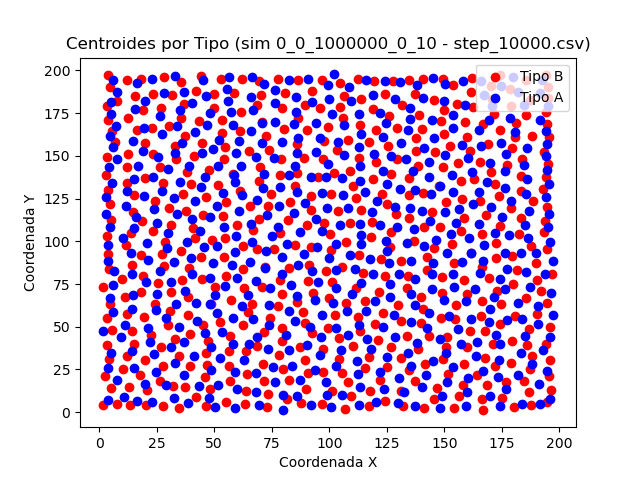 Centroides por Tipo (sim 0_0_1000000_0_10 - step_10000.csv)
Tipo B
Tipo A
200
175
150
125
100
75
50
25
0
Coordenada Y
0 25 50 75 100 125 150 175 200
Coordenada X